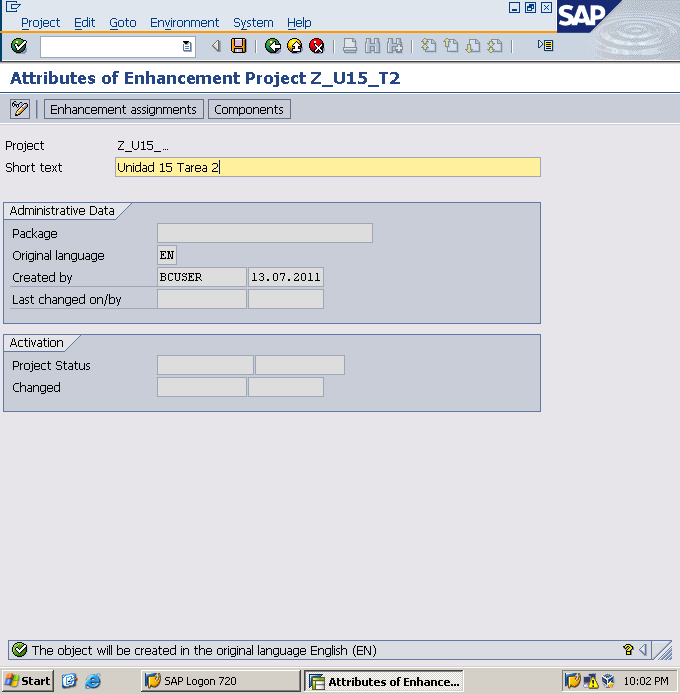 Project Edit Goto Environment System Help
SAP
Attributes of Enhancement Project Z_U15_T2
Enhancement assignments Components
Project Z_U15_...
Short text Unidad 15 Tarea 2
Administrative Data
Package
Original language EN
Created by BCUSER 13.07.2011
Last changed on/by
Activation
Project Status
Changed
The object will be created in the original language English (EN)
Start SAP Logon 720 Attributes of Enhance... 10:02 PM